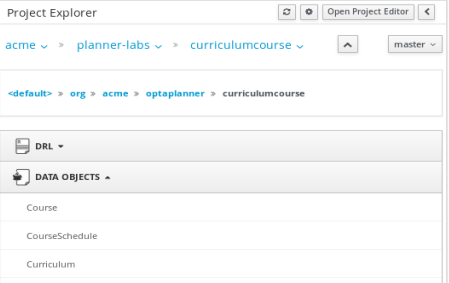 Project Explorer Open Project Editor
acme » planner-labs » curriculumcourse master
<default> » org » acme » optaplanner » curriculumcourse
DRL
DATA OBJECTS
Course
CourseSchedule
Curriculum